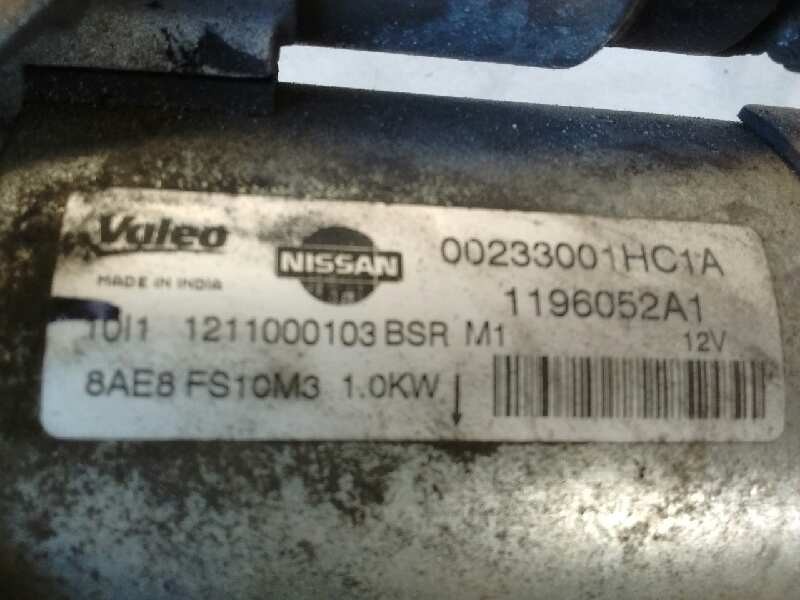 Valeo NISSAN 00233001HC1A
MADE IN INDIA 1196052A1
10I1 1211000103 BSR M1 12V
8AE8 FS10M3 1.0KW